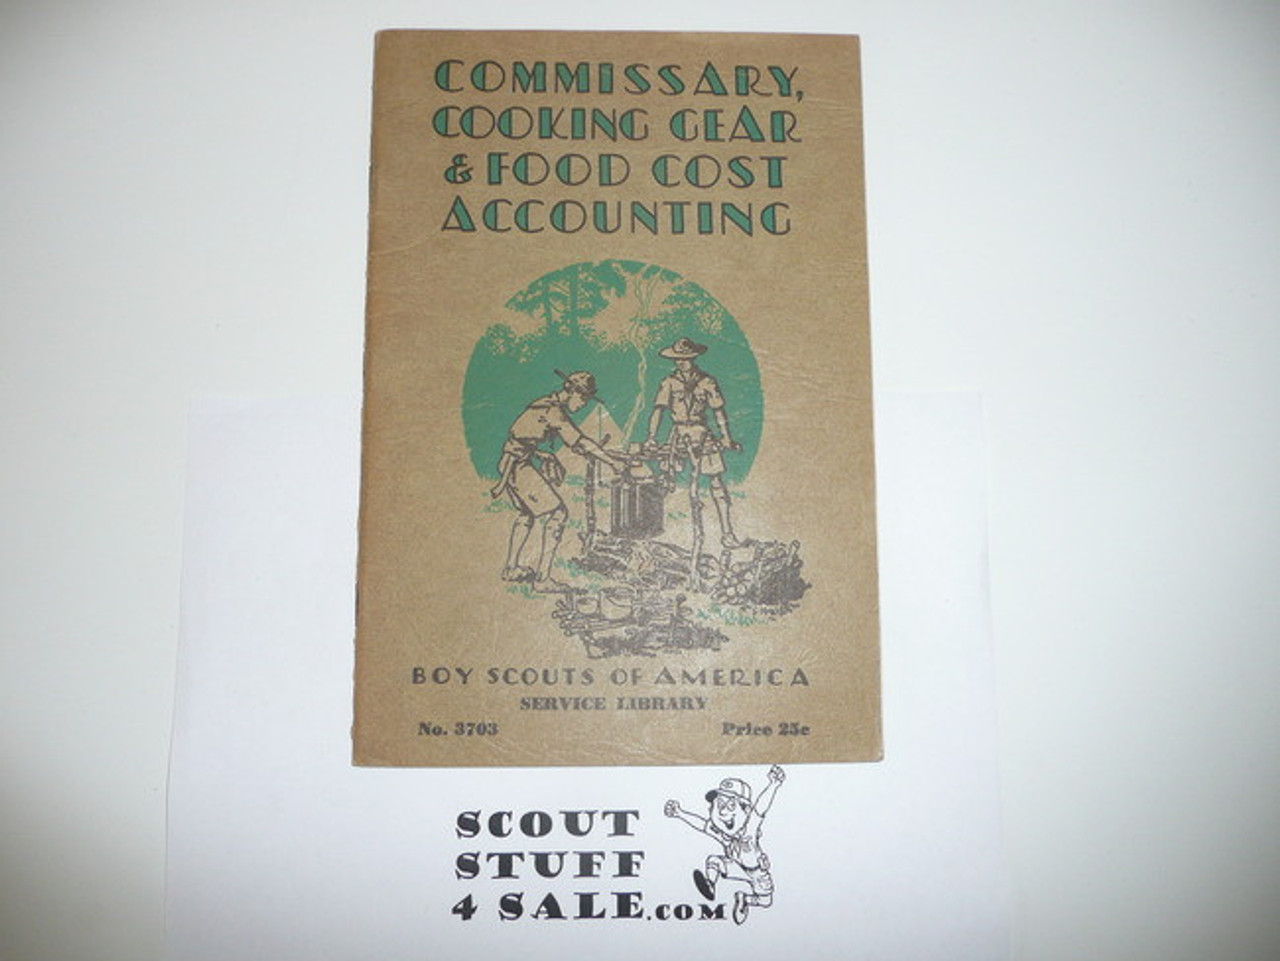 COMMISSARY,
COOKING GEAR
& FOOD COST
ACCOUNTING
BOY SCOUTS OF AMERICA
SERVICE LIBRARY
No. 3703 Price 25c
SCOUT
STUFF
4 SALE.COM